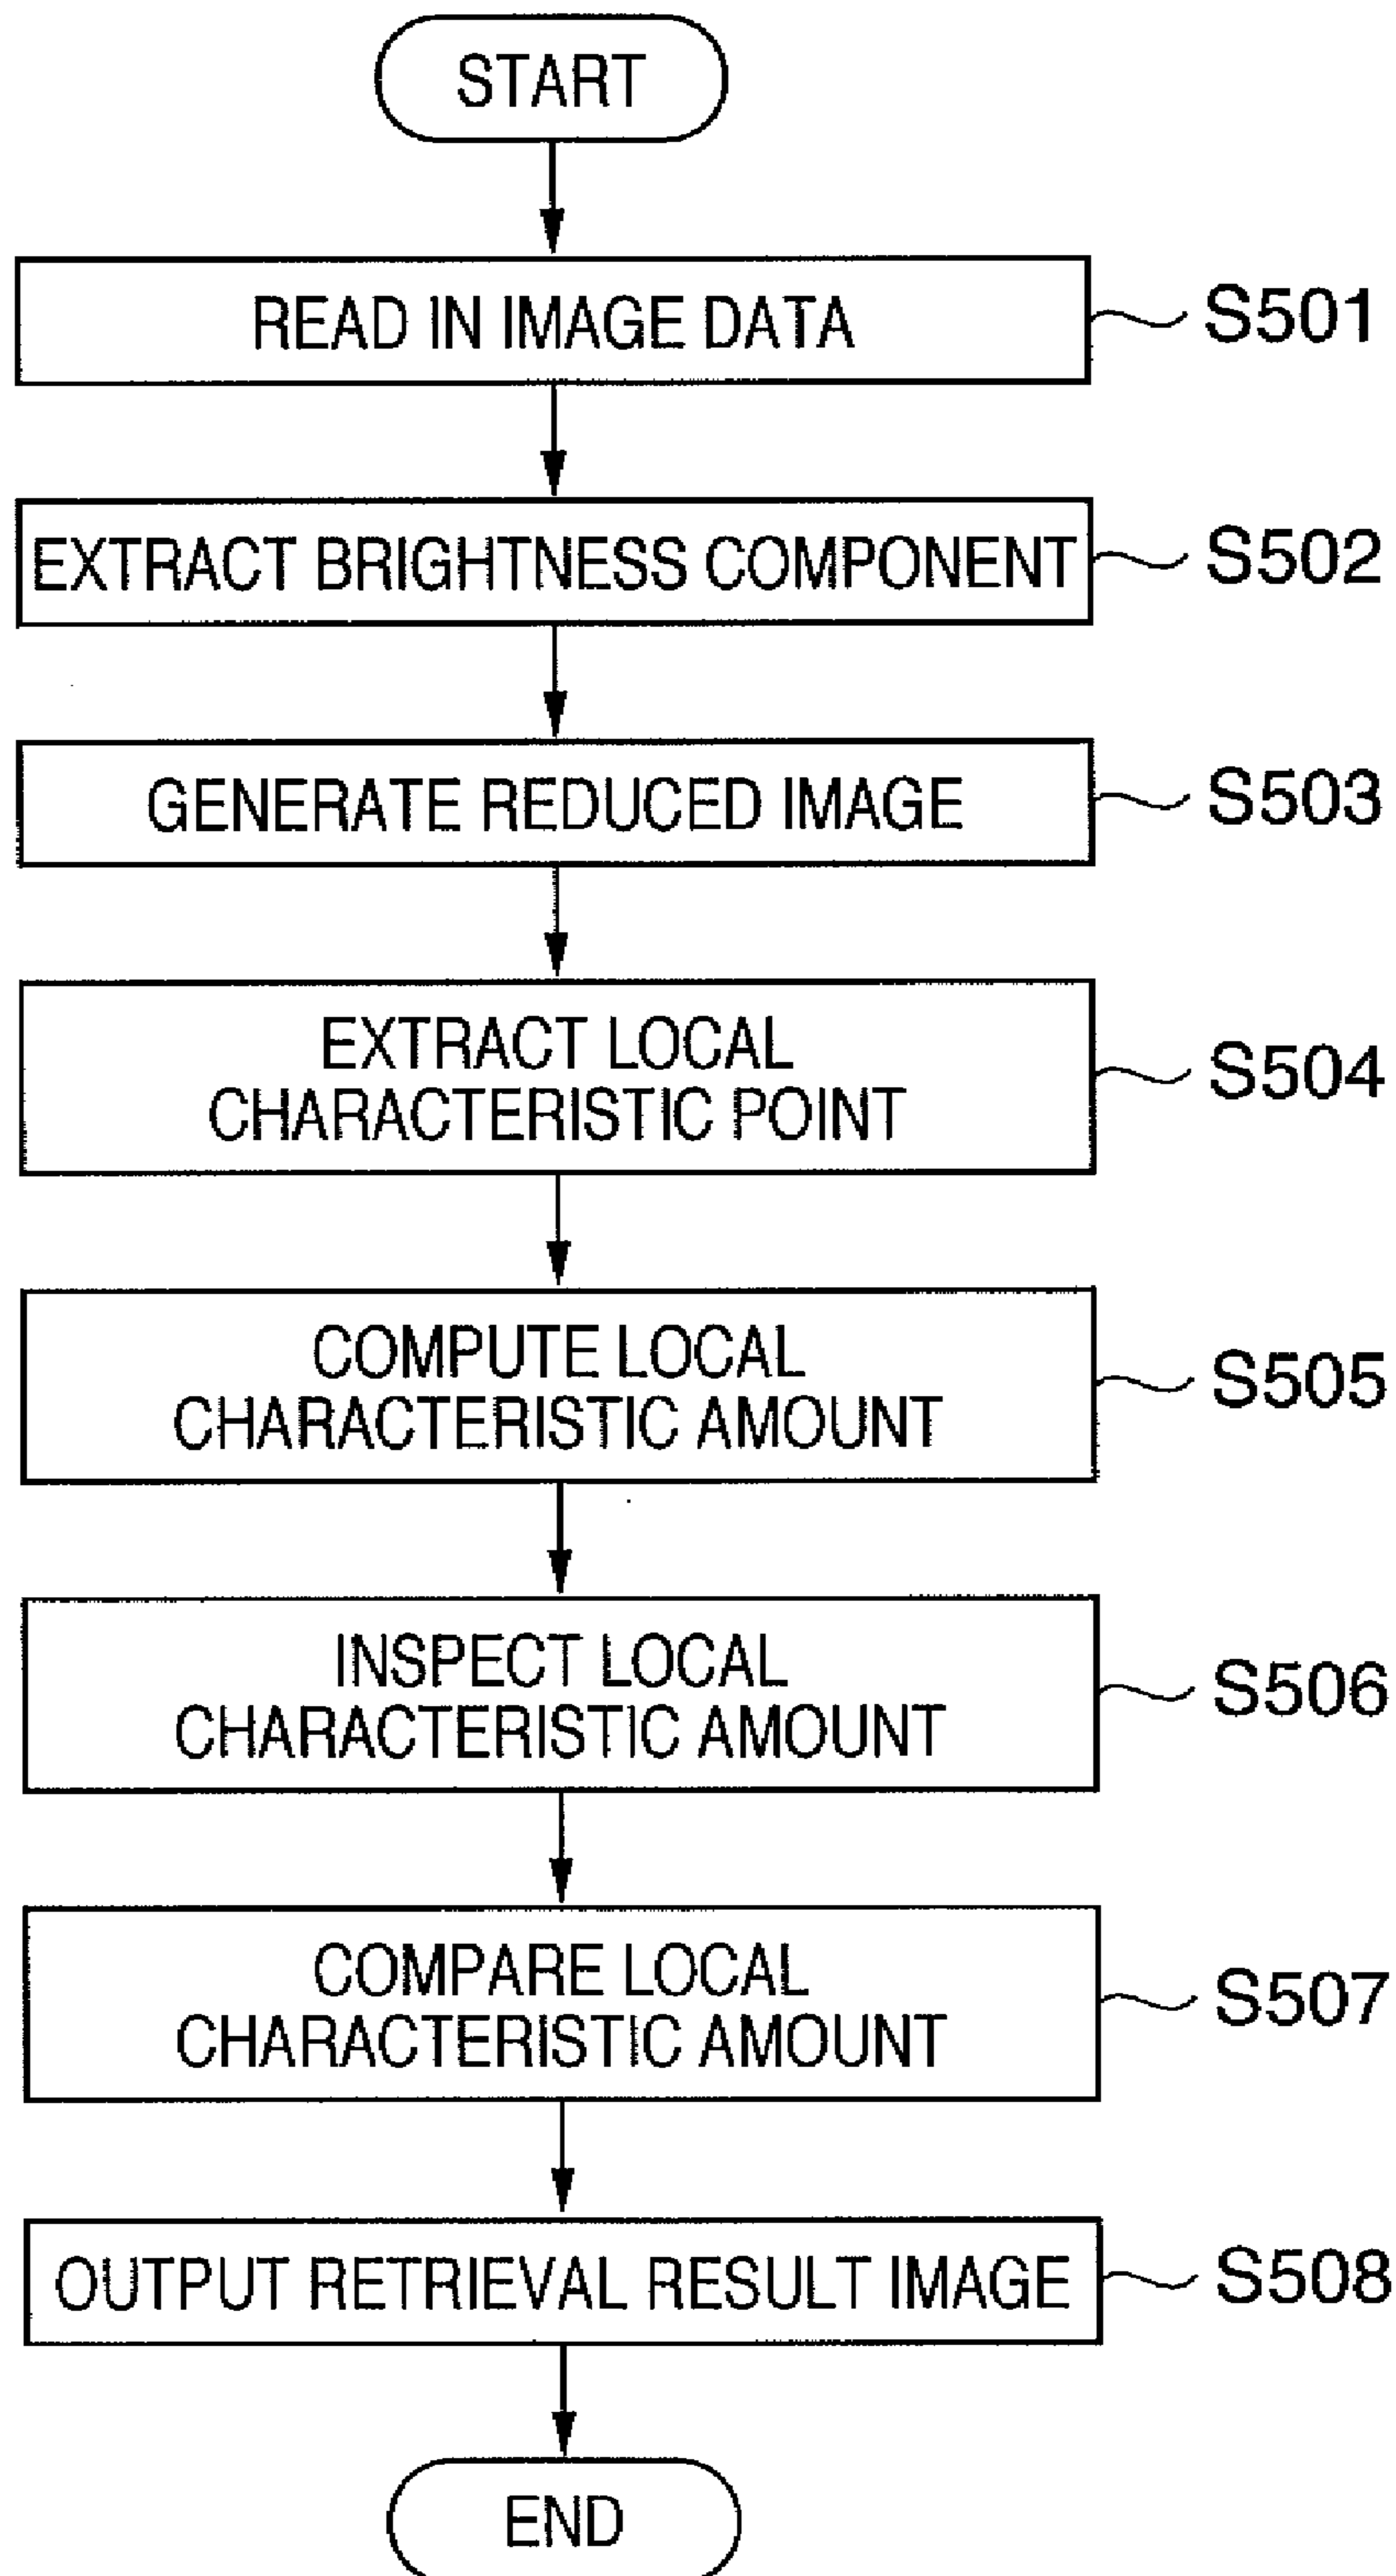 START
READ IN IMAGE DATA
S501
EXTRACT BRIGHTNESS COMPONENT
S502
GENERATE REDUCED IMAGE
S503
EXTRACT LOCAL
CHARACTERISTIC POINT
S504
COMPUTE LOCAL
CHARACTERISTIC AMOUNT
S505
INSPECT LOCAL
CHARACTERISTIC AMOUNT
S506
COMPARE LOCAL
CHARACTERISTIC AMOUNT
S507
OUTPUT RETRIEVAL RESULT IMAGE
S508
END